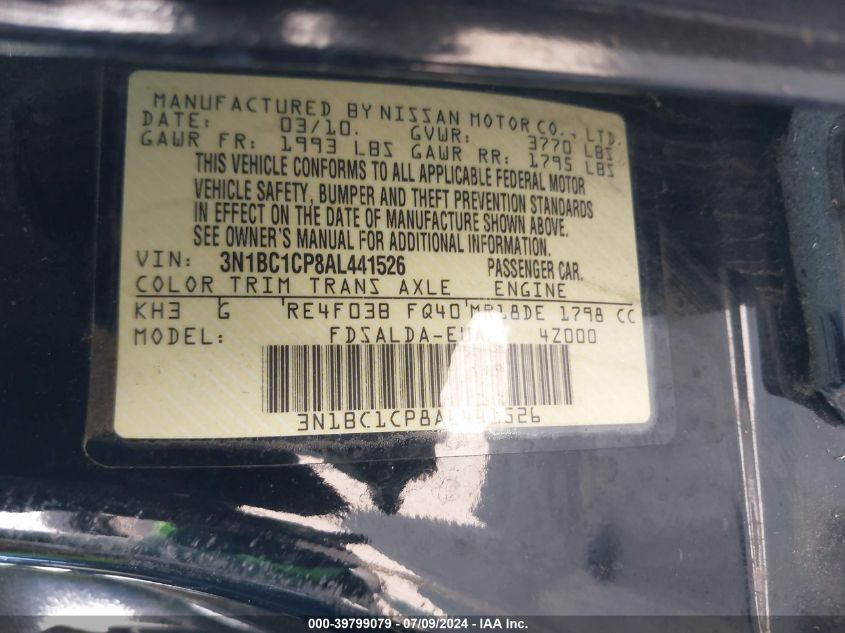 MANUFACTURED BY NISSAN MOTOR CO., LTD.
DATE: 03/10. GVWR: 3770 LBS
GAWR FR: 1993 LBS GAWR RR: 1795 LBS
THIS VEHICLE CONFORMS TO ALL APPLICABLE FEDERAL MOTOR
VEHICLE SAFETY, BUMPER AND THEFT PREVENTION STANDARDS
IN EFFECT ON THE DATE OF MANUFACTURE SHOWN ABOVE.
SEE OWNER'S MANUAL FOR ADDITIONAL INFORMATION.
VIN: 3N1BC1CP8AL441526 PASSENGER CAR.
COLOR TRIM TRANS AXLE ENGINE
KH3 G RE4F03B FQ40 MR18DE 1798 CC
MODEL: 4Z000
3N1BC1CP8AL441526
000-39799079 / 07/09/2024 - IAA Inc.